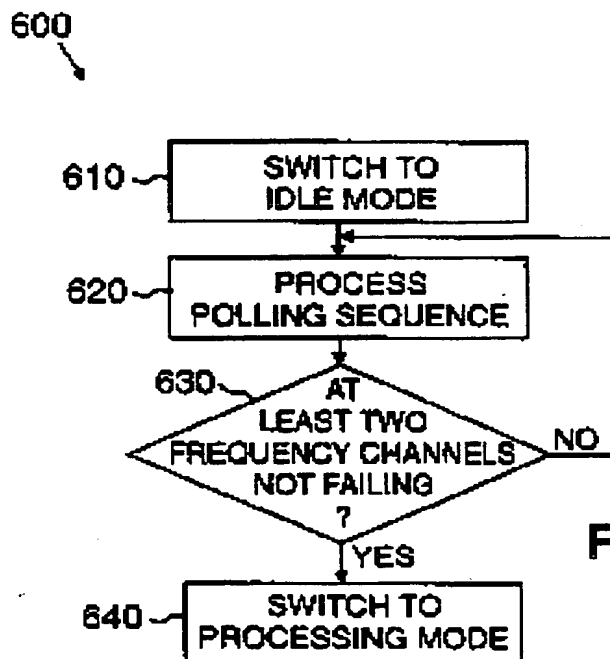 600
610
SWITCH TO
IDLE MODE
620
PROCESS
POLLING SEQUENCE
630
AT
LEAST TWO
FREQUENCY CHANNELS
NOT FAILING
?
NO
YES
F
640
SWITCH TO
PROCESSING MODE